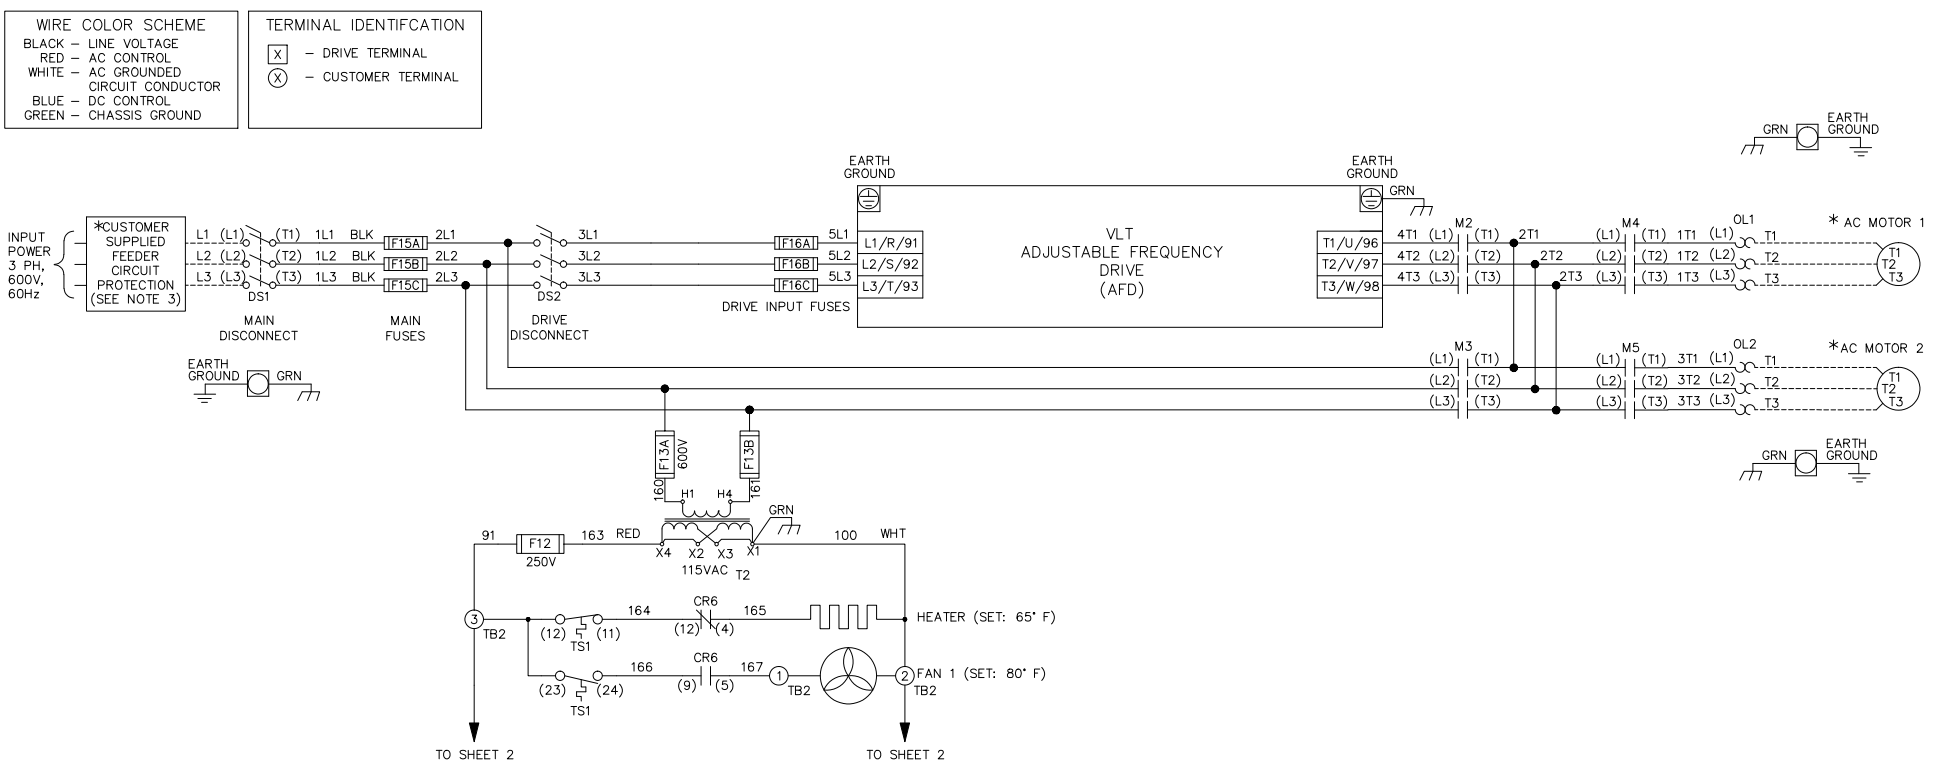 WIRE COLOR SCHEME
BLACK – LINE VOLTAGE
RED – AC CONTROL
WHITE – AC GROUNDED
CIRCUIT CONDUCTOR
BLUE – DC CONTROL
GREEN – CHASSIS GROUND
TERMINAL IDENTIFCATION
X – DRIVE TERMINAL
X – CUSTOMER TERMINAL
INPUT
POWER
3 PH,
600V,
60Hz
*CUSTOMER
SUPPLIED
FEEDER
CIRCUIT
PROTECTION
(SEE NOTE 3)
L1 (L1) (T1) 1L1 BLK F15A 2L1 3L1 F16A 5L1 L1/R/91
L2 (L2) (T2) 1L2 BLK F15B 2L2 3L2 F16B 5L2 L2/S/92
L3 (L3) (T3) 1L3 BLK F15C 2L3 3L3 F16C 5L3 L3/T/93
DS1
MAIN
DISCONNECT
MAIN
FUSES
DS2
DRIVE
DISCONNECT
DRIVE INPUT FUSES
EARTH
GROUND
VLT
ADJUSTABLE FREQUENCY
DRIVE
(AFD)
EARTH
GROUND
GRN
M2 M4 OL1
T1/U/96 4T1 (L1) (T1) 2T1 (L1) (T1) 1T1 (L1) T1
T2/V/97 4T2 (L2) (T2) 2T2 (L2) (T2) 1T2 (L2) T2
T3/W/98 4T3 (L3) (T3) 2T3 (L3) (T3) 1T3 (L3) T3
* AC MOTOR 1
T1
T2
T3
GRN
EARTH
GROUND
M3 M5 OL2
(L1) (T1) (L1) (T1) 3T1 (L1) T1
(L2) (T2) (L2) (T2) 3T2 (L2) T2
(L3) (T3) (L3) (T3) 3T3 (L3) T3
*AC MOTOR 2
T1
T2
T3
GRN
EARTH
GROUND
EARTH
GROUND
GRN
F13A
600V
F13B
160
161
H1 H4
GRN
91 F12 163 RED
250V
X4 X2 X3 X1
100 WHT
115VAC T2
3
TB2
(12) (11)
TS1
164
CR6
(12) (4)
165
HEATER (SET: 65° F)
(23) (24)
TS1
166
CR6
(9) (5)
167
1
TB2
2
TB2
FAN 1 (SET: 80° F)
TO SHEET 2
TO SHEET 2